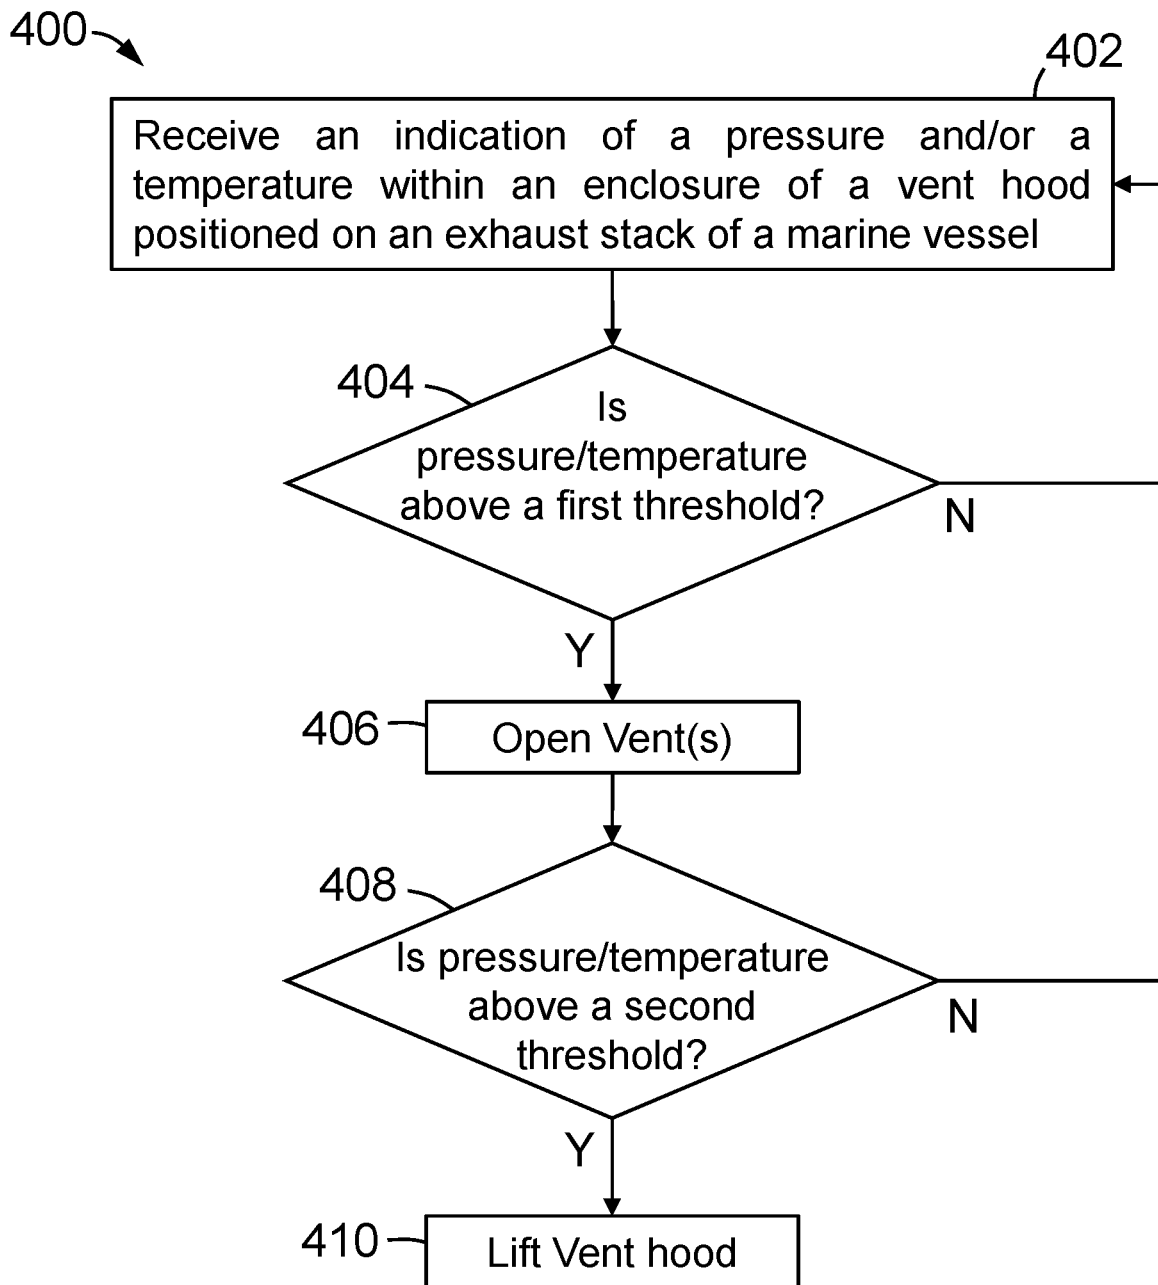 400
402
Receive an indication of a pressure and/or a
temperature within an enclosure of a vent hood
positioned on an exhaust stack of a marine vessel
404
Is
pressure/temperature
above a first threshold?
N
Y
406
Open Vent(s)
408
Is pressure/temperature
above a second
threshold?
N
Y
410
Lift Vent hood